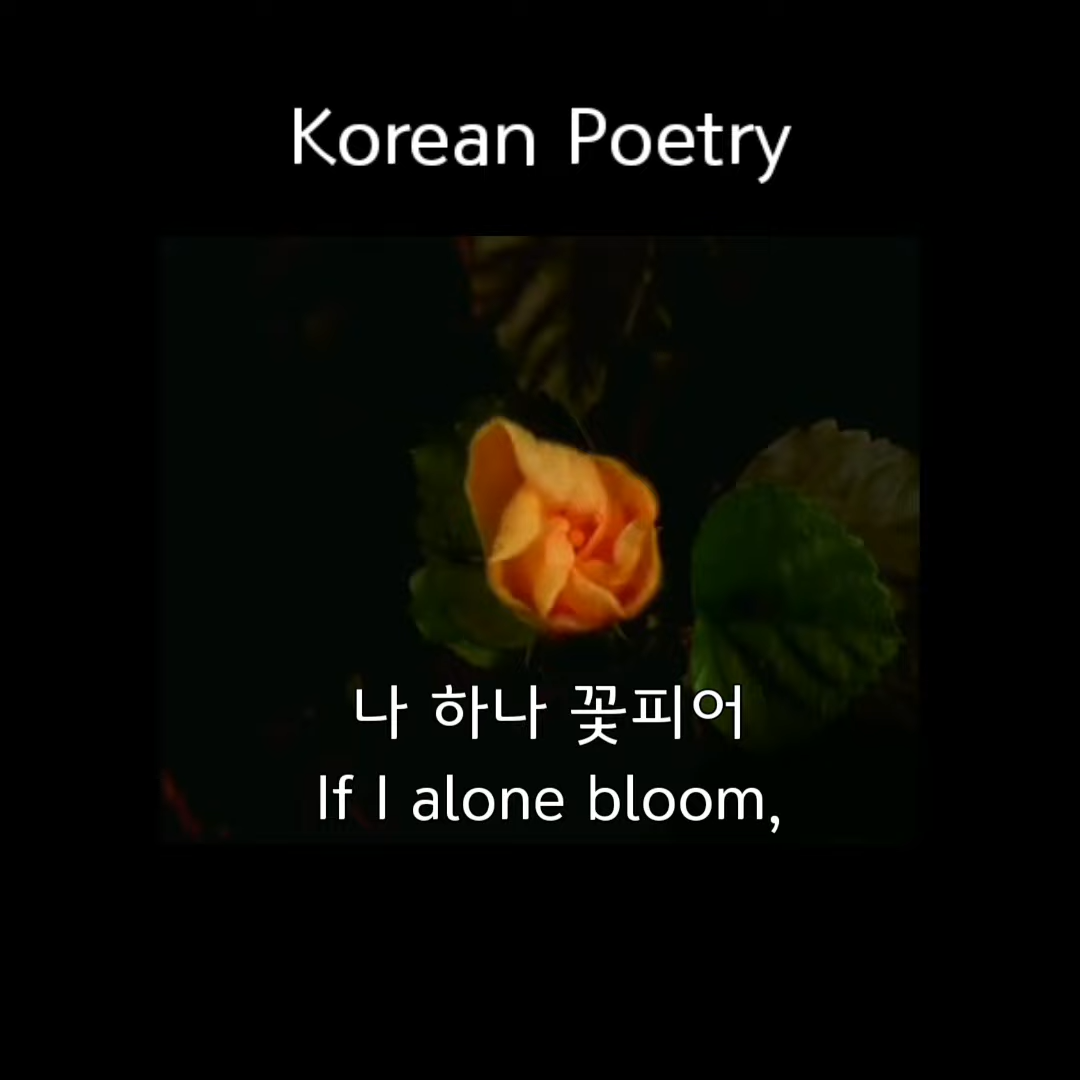 Korean Poetry
나 하나 꽃피어
If I alone bloom,